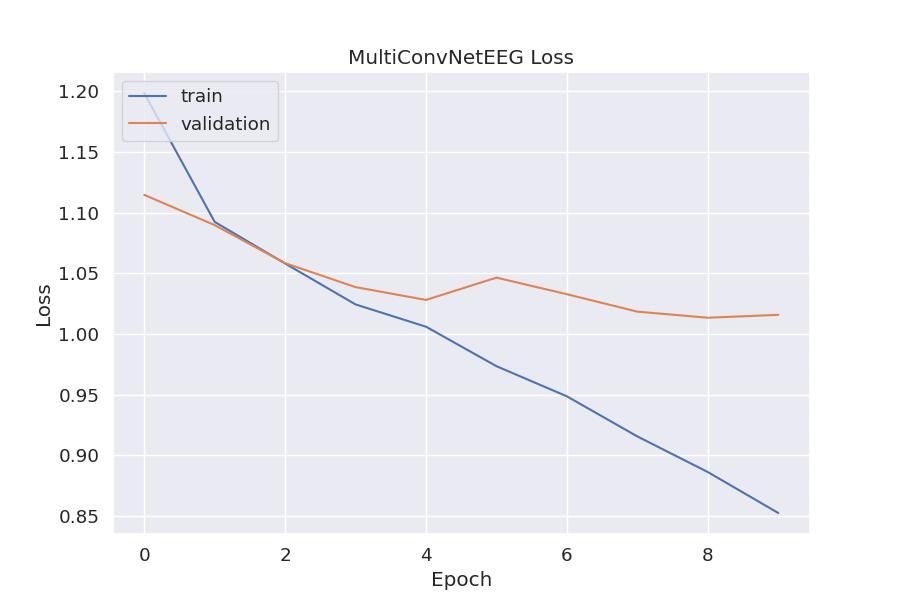 MultiConvNetEEG Loss
train
validation
1.20
1.15
1.10
1.05
1.00
0.95
0.90
0.85
Loss
0 2 4 6 8
Epoch